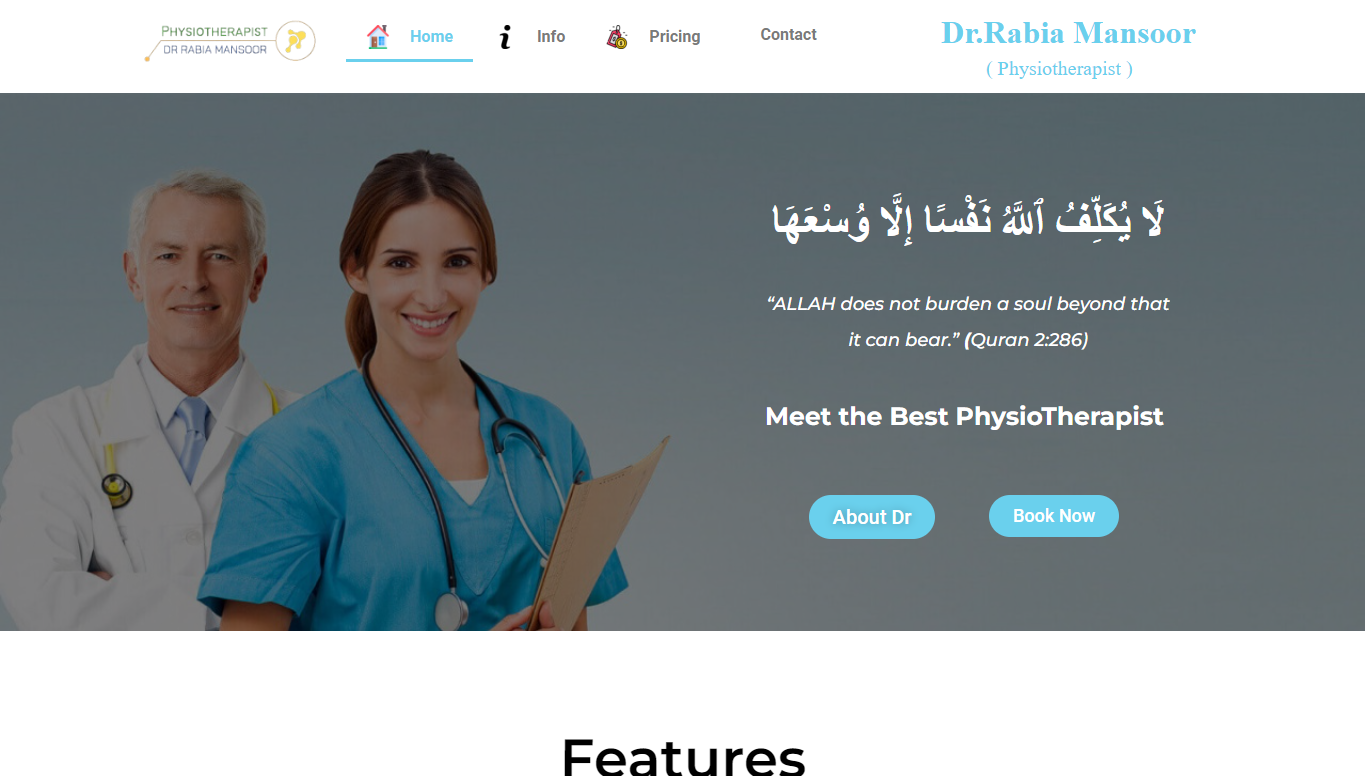 PHYSIOTHERAPIST
DR RABIA MANSOOR
Home
Info
Pricing
Contact
Dr.Rabia Mansoor
( Physiotherapist )
لَا يُكَلِّفُ ٱللَّهُ نَفْسًا إِلَّا وُسْعَهَا
“ALLAH does not burden a soul beyond that
it can bear.” (Quran 2:286)
Meet the Best PhysioTherapist
About Dr
Book Now
Features